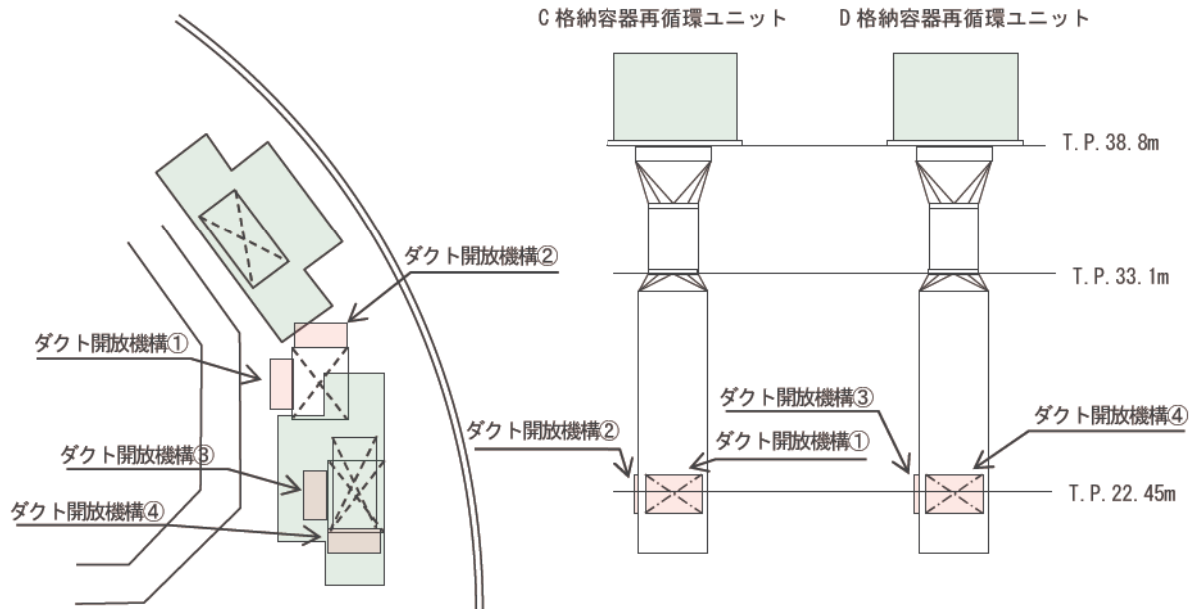 C格納容器再循環ユニット
D格納容器再循環ユニット
T.P.38.8m
ダクト開放機構②
T.P.33.1m
ダクト開放機構①
ダクト開放機構③
ダクト開放機構④
ダクト開放機構②
ダクト開放機構①
ダクト開放機構③
ダクト開放機構④
T.P.22.45m